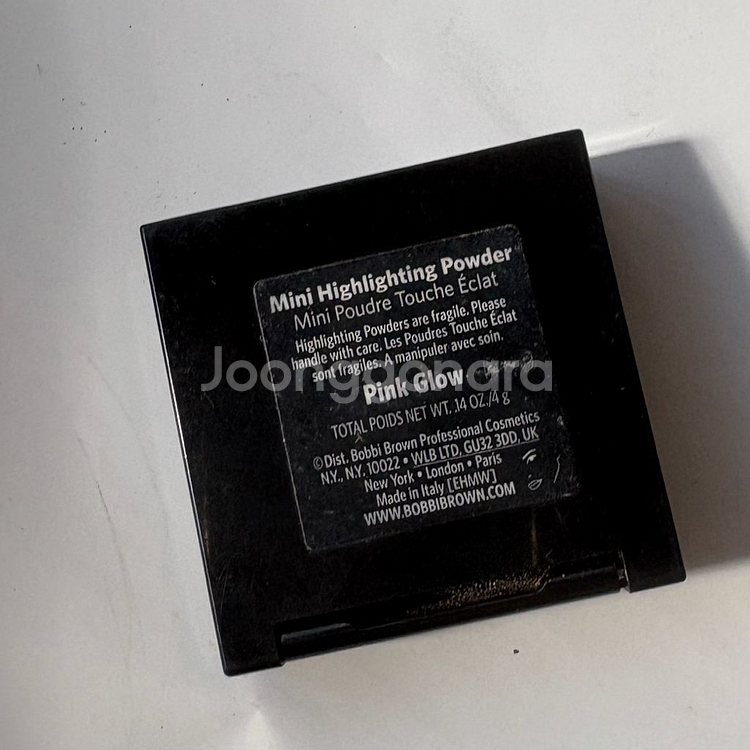 Mini Highlighting Powder
Mini Poudre Touche Éclat
Highlighting Powders are fragile. Please
handle with care. Les Poudres Touche Éclat
sont fragiles. A manipuler avec soin.
Joonggonara
Pink Glow
TOTAL POIDS NET WT. .14 OZ./4 g
©Dist. Bobbi Brown Professional Cosmetics
N.Y., N.Y. 10022 • WLB LTD, GU32 3DD, UK
New York • London • Paris
Made in Italy [EHMW]
WWW.BOBBIBROWN.COM